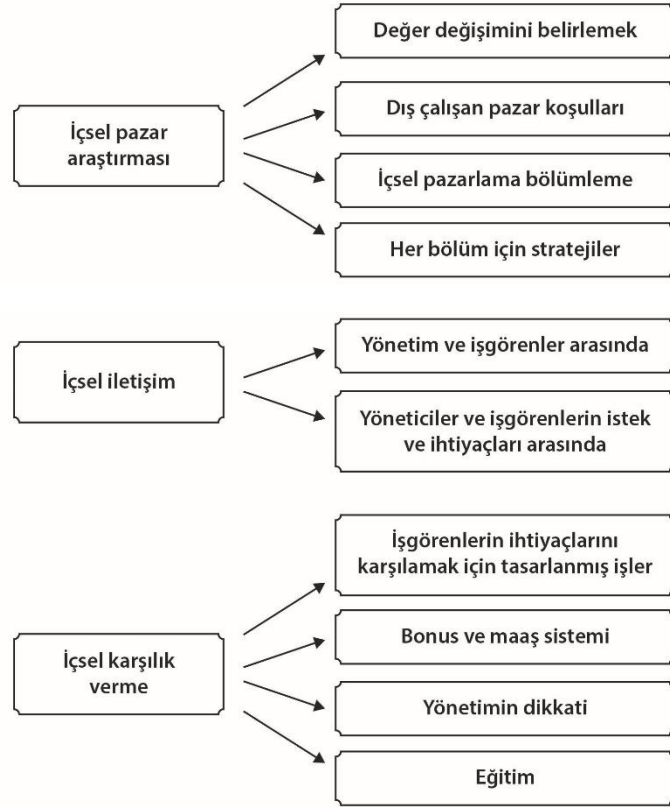 İçsel pazar
araştırması
Değer değişimini belirlemek
Dış çalışan pazar koşulları
İçsel pazarlama bölümleme
Her bölüm için stratejiler
İçsel iletişim
Yönetim ve işgörenler arasında
Yöneticiler ve işgörenlerin istek
ve ihtiyaçları arasında
İçsel karşılık
verme
İşgörenlerin ihtiyaçlarını
karşılamak için tasarlanmış işler
Bonus ve maaş sistemi
Yönetimin dikkati
Eğitim